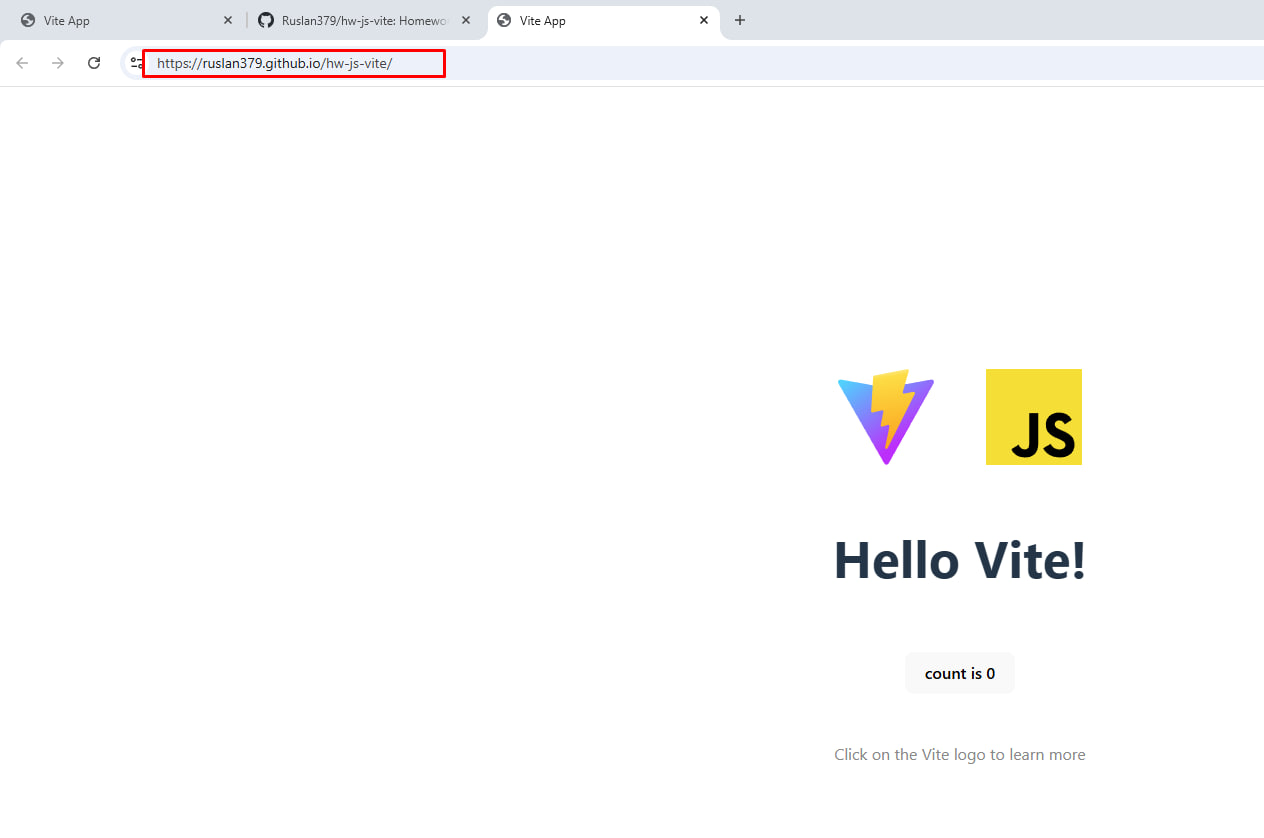 Vite App
Ruslan379/hw-js-vite: Homewo
Vite App
https://ruslan379.github.io/hw-js-vite/
JS
Hello Vite!
count is 0
Click on the Vite logo to learn more